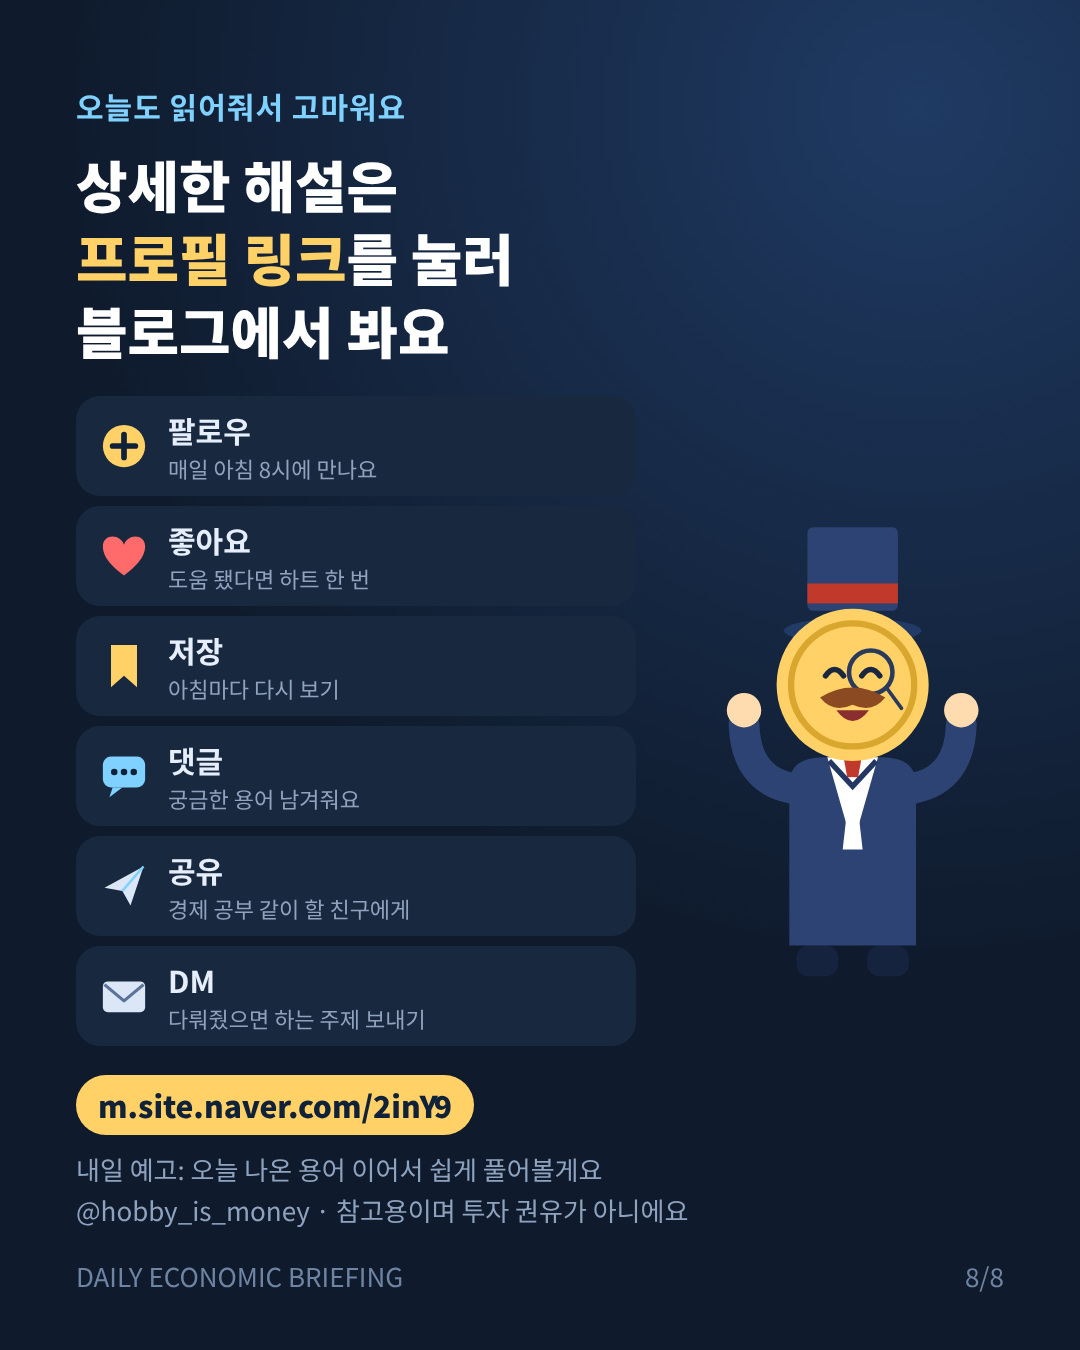 오늘도 읽어줘서 고마워요
상세한 해설은
프로필 링크를 눌러
블로그에서 봐요
팔로우
매일 아침 8시에 만나요
좋아요
도움 됐다면 하트 한 번
저장
아침마다 다시 보기
댓글
궁금한 용어 남겨줘요
공유
경제 공부 같이 할 친구에게
DM
다뤄줬으면 하는 주제 보내기
m.site.naver.com/2inY9
내일 예고: 오늘 나온 용어 이어서 쉽게 풀어볼게요
@hobby_is_money · 참고용이며 투자 권유가 아니에요
DAILY ECONOMIC BRIEFING
8/8